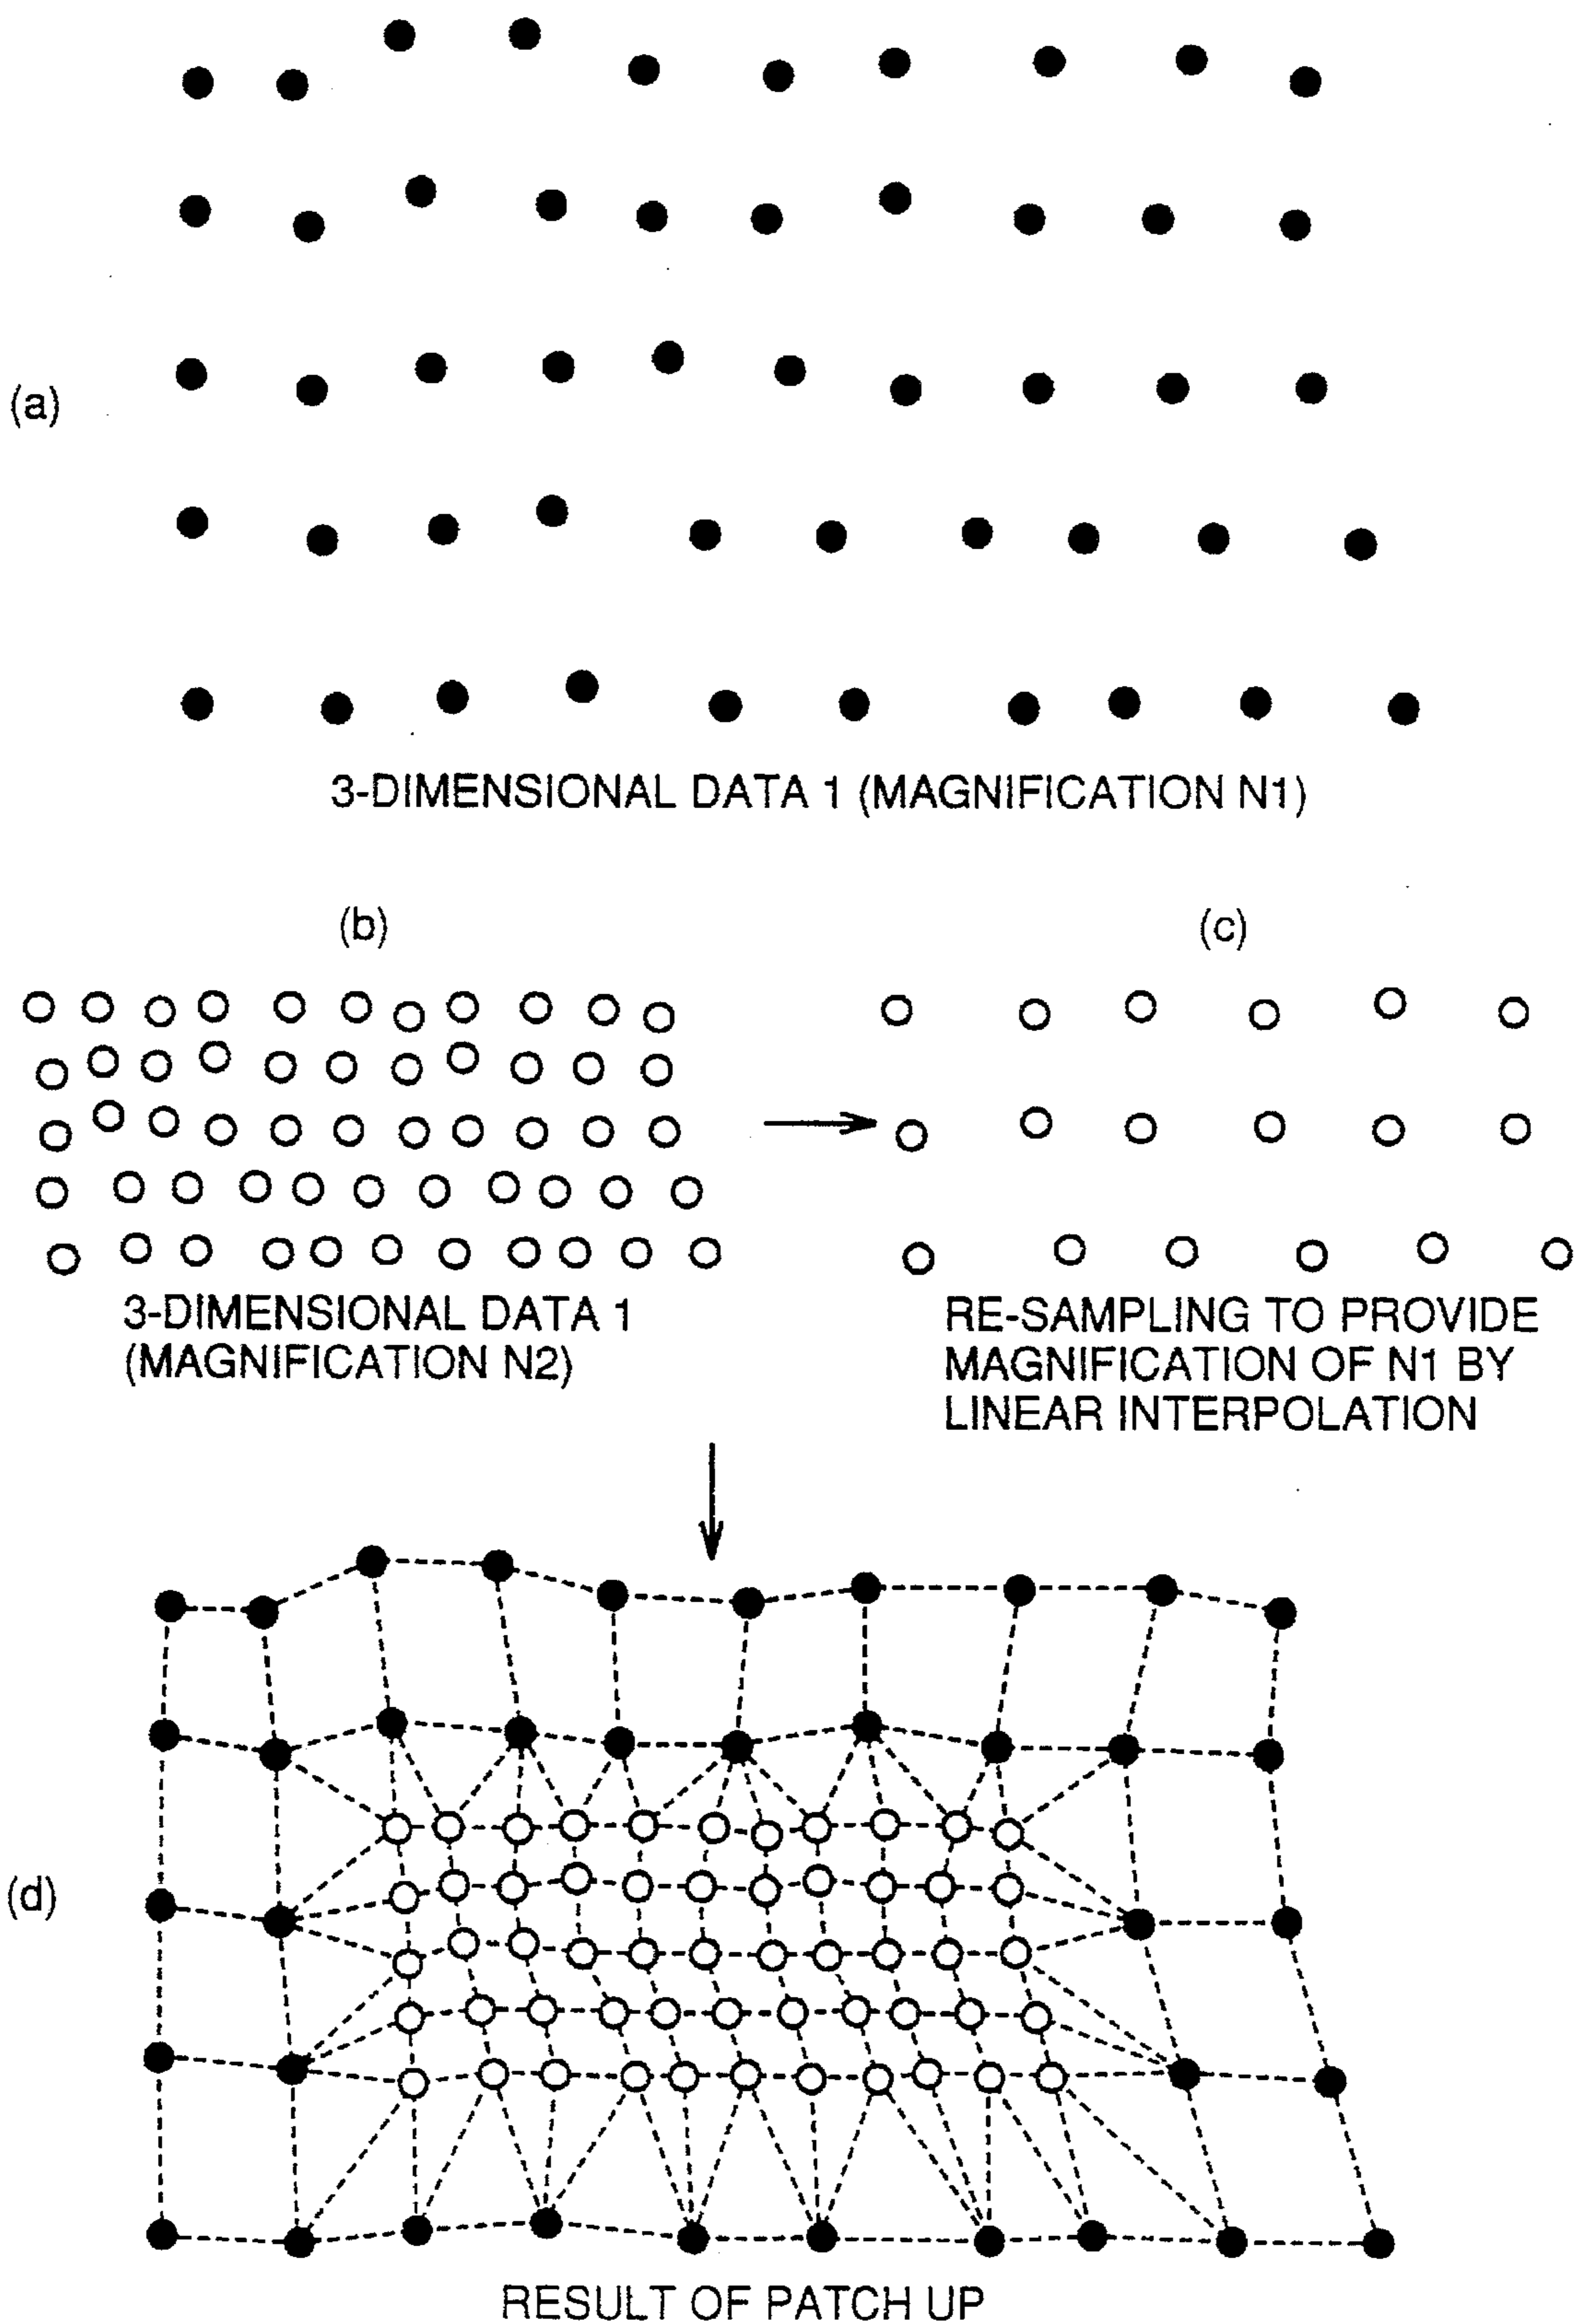 (a)
3-DIMENSIONAL DATA 1 (MAGNIFICATION N1)
(b)
(c)
3-DIMENSIONAL DATA 1
(MAGNIFICATION N2)
RE-SAMPLING TO PROVIDE
MAGNIFICATION OF N1 BY
LINEAR INTERPOLATION
(d)
RESULT OF PATCH UP